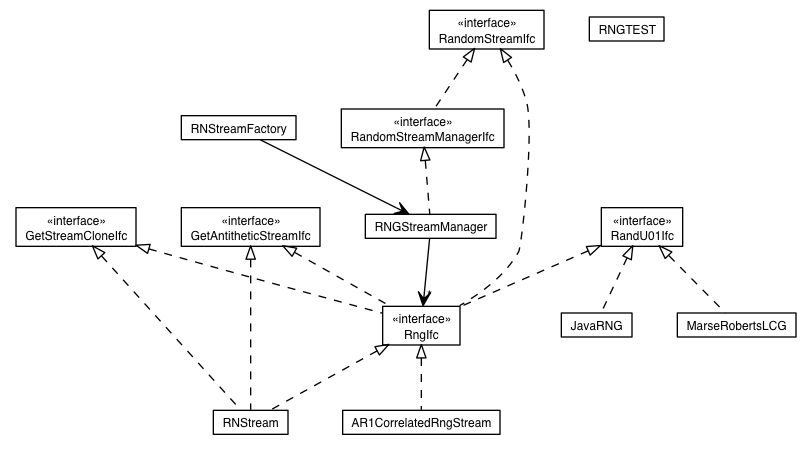 «interface»
RandomStreamIfc
RNGTEST
«interface»
RandomStreamManagerIfc
RNStreamFactory
«interface»
GetStreamCloneIfc
«interface»
GetAntitheticStreamIfc
RNGStreamManager
«interface»
RandU01Ifc
«interface»
RngIfc
JavaRNG
MarseRobertsLCG
RNStream
AR1CorrelatedRngStream